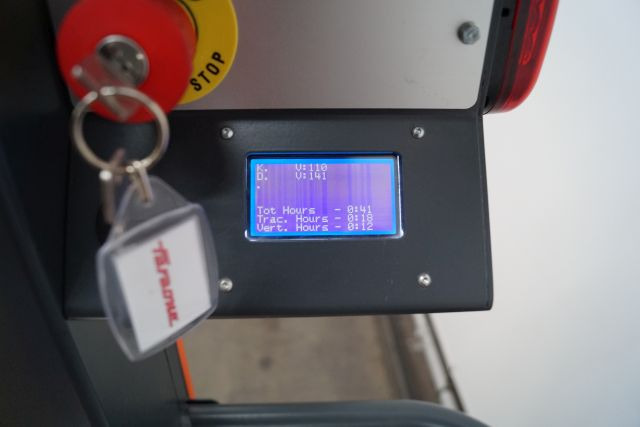 STOP
K.    V:110
D.    V:141
.
Tot Hours  - 0:41
Trac. Hours - 0:18
Vert. Hours - 0:12